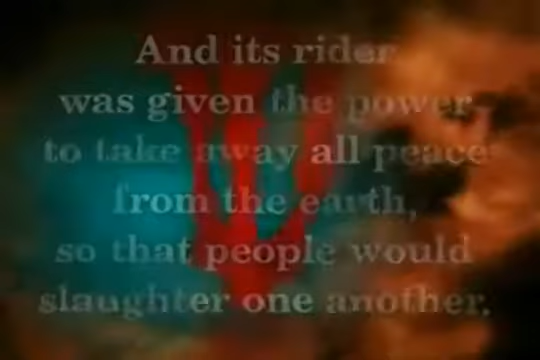 And its rider
was given the power
to take away all peace
from the earth,
so that people would
slaughter one another.